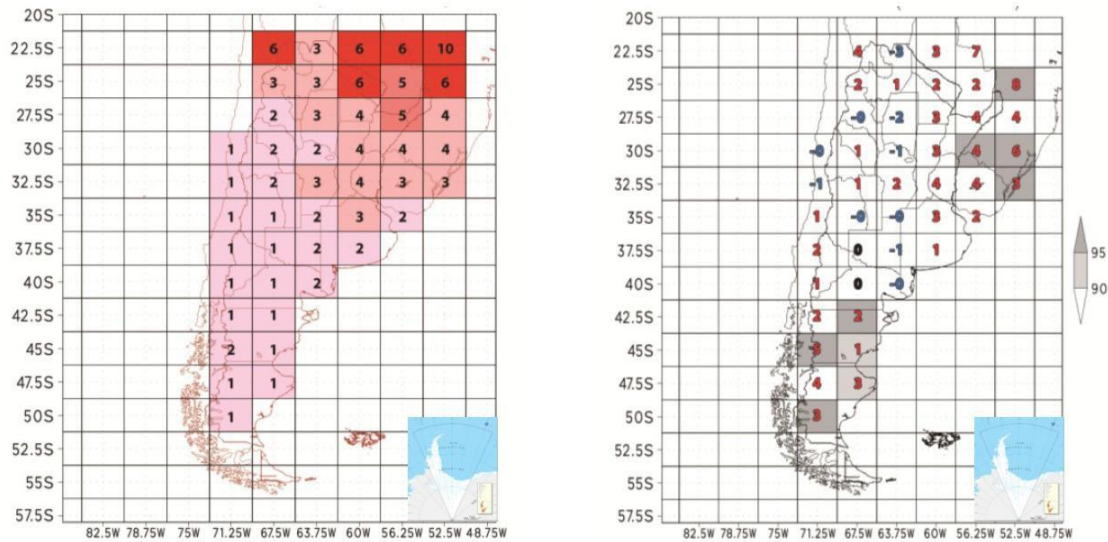 20S
22.5S 6 3 6 6 10
25S 3 3 6 5 6
27.5S 2 3 4 5 4
30S 1 2 2 4 4 4
32.5S 1 2 3 4 3 3
35S 1 1 2 3 2
37.5S 1 1 2 2
40S 1 1 2
42.5S 1 1
45S 2 1
47.5S 1 1
50S 1
52.5S
55S
57.5S
82.5W 78.75W 75W 71.25W 67.5W 63.75W 60W 56.25W 52.5W 48.75W
20S
22.5S 4 -3 3 7
25S 2 1 2 2 8
27.5S -0 -2 3 4 4
30S -0 1 -1 3 4 6
32.5S -1 1 2 4 4
35S 1 -0 -0 3 2
37.5S 2 0 -1 1
40S 1 0 -0
42.5S 2 2
45S 1
47.5S 4 3
50S 3
52.5S
55S
57.5S
82.5W 78.75W 75W 71.25W 67.5W 63.75W 60W 56.25W 52.5W 48.75W
95
90